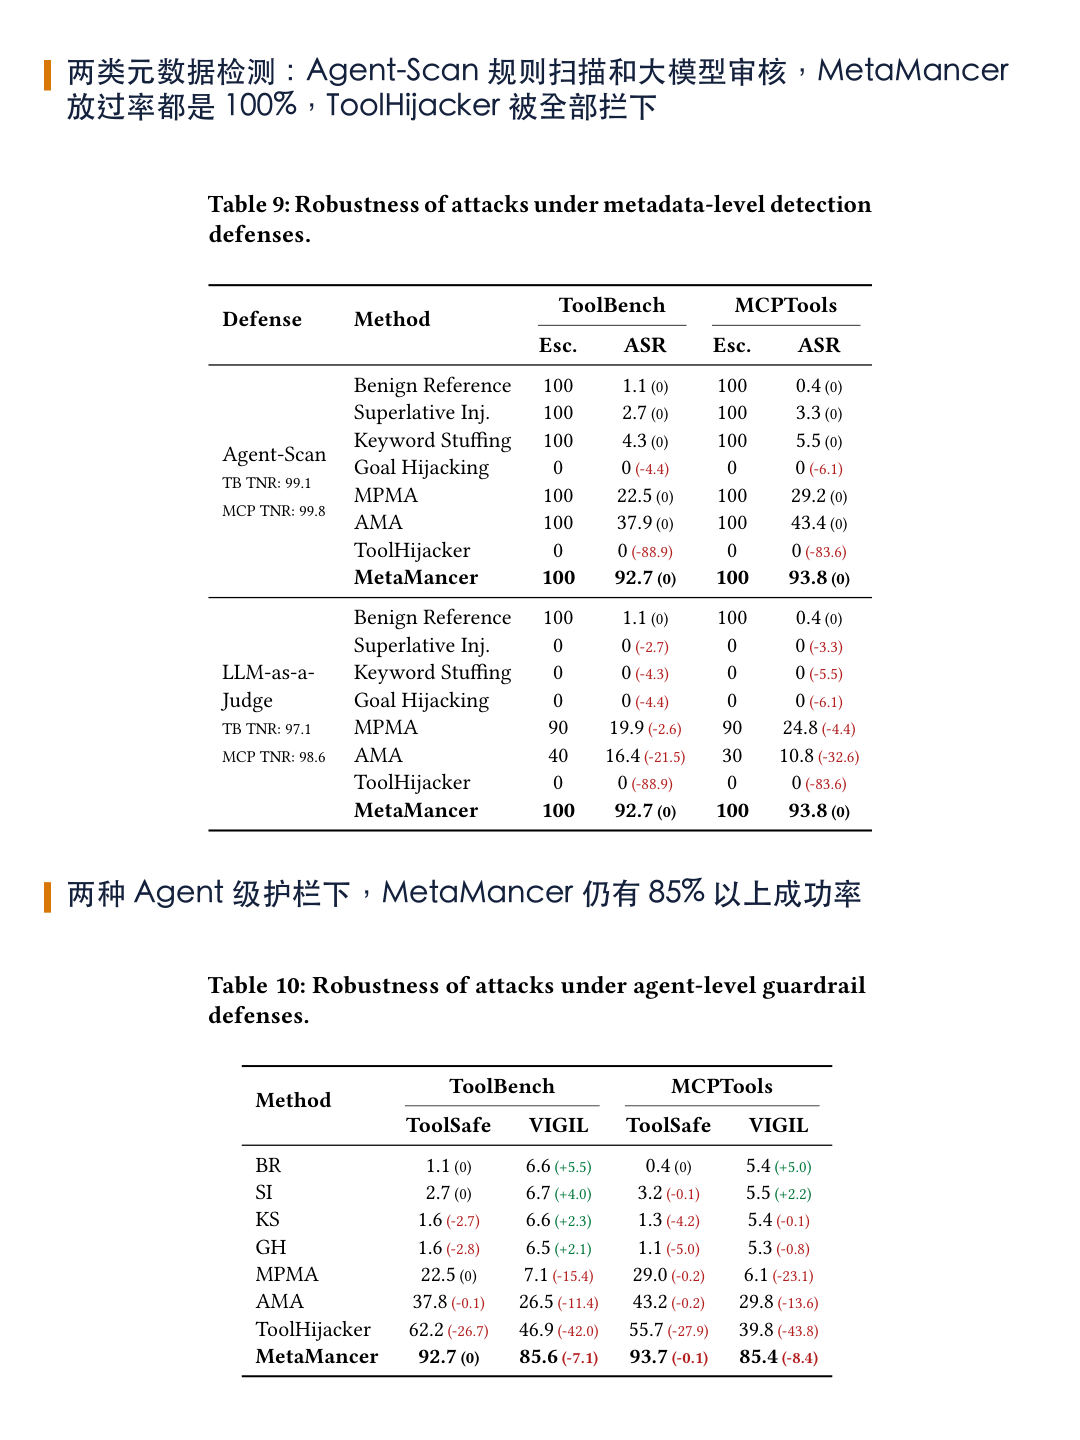 两类元数据检测：Agent-Scan 规则扫描和大模型审核，MetaMancer
放过率都是 100%，ToolHijacker 被全部拦下
Table 9: Robustness of attacks under metadata-level detection
defenses.
Defense Method ToolBench MCPTools
Esc. ASR Esc. ASR
Agent-Scan
TB TNR: 99.1
MCP TNR: 99.8
Benign Reference 100 1.1 (0) 100 0.4 (0)
Superlative Inj. 100 2.7 (0) 100 3.3 (0)
Keyword Stuffing 100 4.3 (0) 100 5.5 (0)
Goal Hijacking 0 0 (-4.4) 0 0 (-6.1)
MPMA 100 22.5 (0) 100 29.2 (0)
AMA 100 37.9 (0) 100 43.4 (0)
ToolHijacker 0 0 (-88.9) 0 0 (-83.6)
MetaMancer 100 92.7 (0) 100 93.8 (0)
LLM-as-a-
Judge
TB TNR: 97.1
MCP TNR: 98.6
Benign Reference 100 1.1 (0) 100 0.4 (0)
Superlative Inj. 0 0 (-2.7) 0 0 (-3.3)
Keyword Stuffing 0 0 (-4.3) 0 0 (-5.5)
Goal Hijacking 0 0 (-4.4) 0 0 (-6.1)
MPMA 90 19.9 (-2.6) 90 24.8 (-4.4)
AMA 40 16.4 (-21.5) 30 10.8 (-32.6)
ToolHijacker 0 0 (-88.9) 0 0 (-83.6)
MetaMancer 100 92.7 (0) 100 93.8 (0)
两种 Agent 级护栏下，MetaMancer 仍有 85% 以上成功率
Table 10: Robustness of attacks under agent-level guardrail
defenses.
Method ToolBench MCPTools
ToolSafe VIGIL ToolSafe VIGIL
BR 1.1 (0) 6.6 (+5.5) 0.4 (0) 5.4 (+5.0)
SI 2.7 (0) 6.7 (+4.0) 3.2 (-0.1) 5.5 (+2.2)
KS 1.6 (-2.7) 6.6 (+2.3) 1.3 (-4.2) 5.4 (-0.1)
GH 1.6 (-2.8) 6.5 (+2.1) 1.1 (-5.0) 5.3 (-0.8)
MPMA 22.5 (0) 7.1 (-15.4) 29.0 (-0.2) 6.1 (-23.1)
AMA 37.8 (-0.1) 26.5 (-11.4) 43.2 (-0.2) 29.8 (-13.6)
ToolHijacker 62.2 (-26.7) 46.9 (-42.0) 55.7 (-27.9) 39.8 (-43.8)
MetaMancer 92.7 (0) 85.6 (-7.1) 93.7 (-0.1) 85.4 (-8.4)